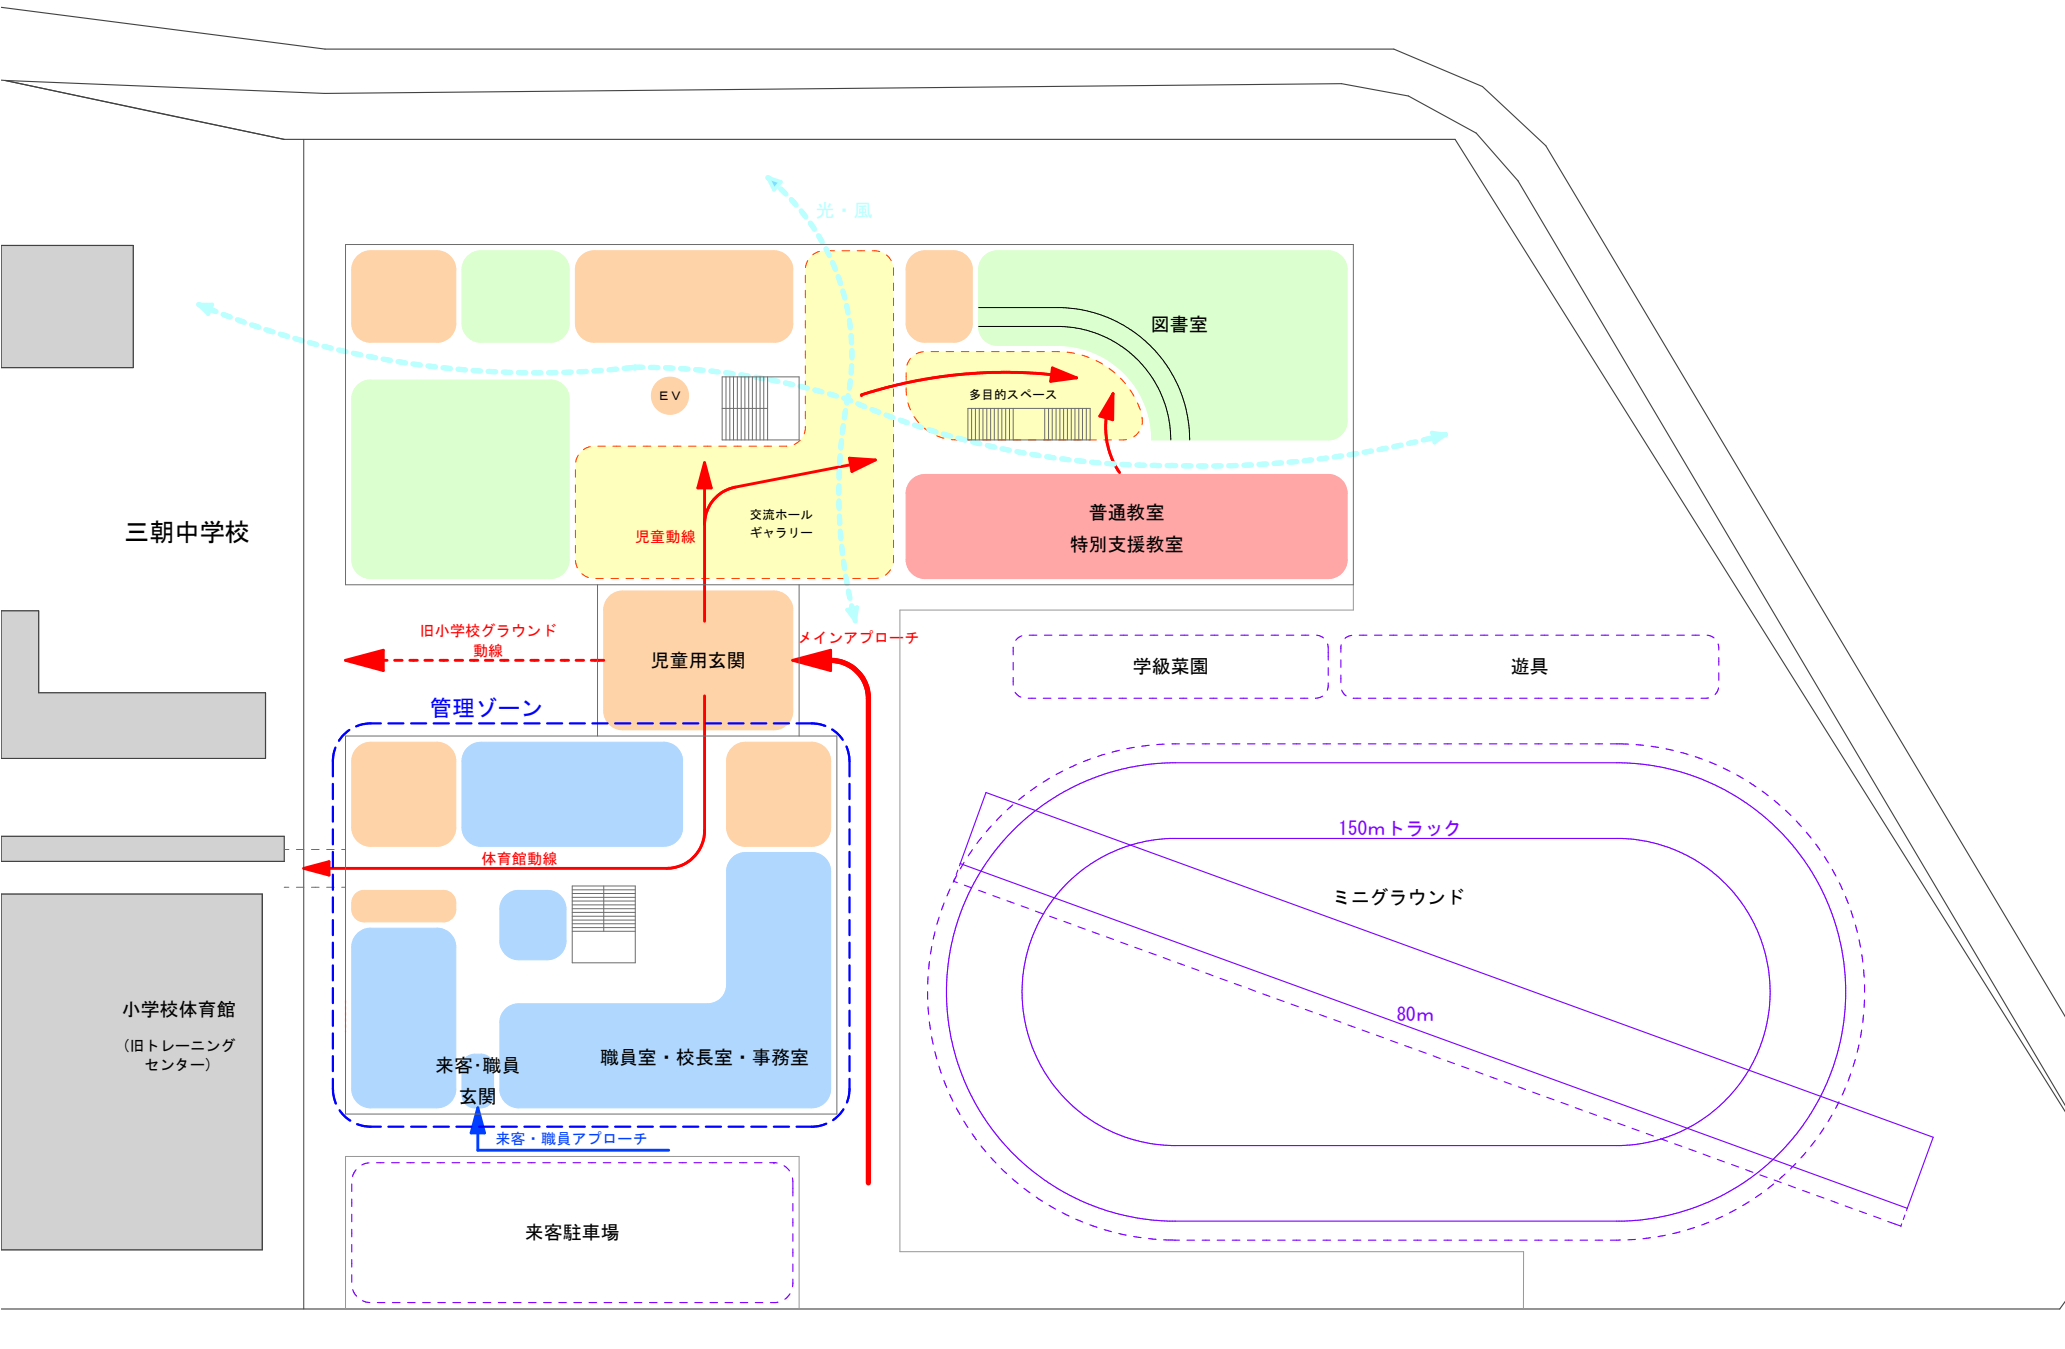 光・風
図書室
ＥＶ
多目的スペース
普通教室
特別支援教室
交流ホール
ギャラリー
児童動線
三朝中学校
旧小学校グラウンド
動線
メインアプローチ
児童用玄関
学級菜園
遊具
管理ゾーン
150mトラック
体育館動線
ミニグラウンド
80m
小学校体育館
（旧トレーニング
センター）
来客・職員
玄関
職員室・校長室・事務室
来客・職員アプローチ
来客駐車場